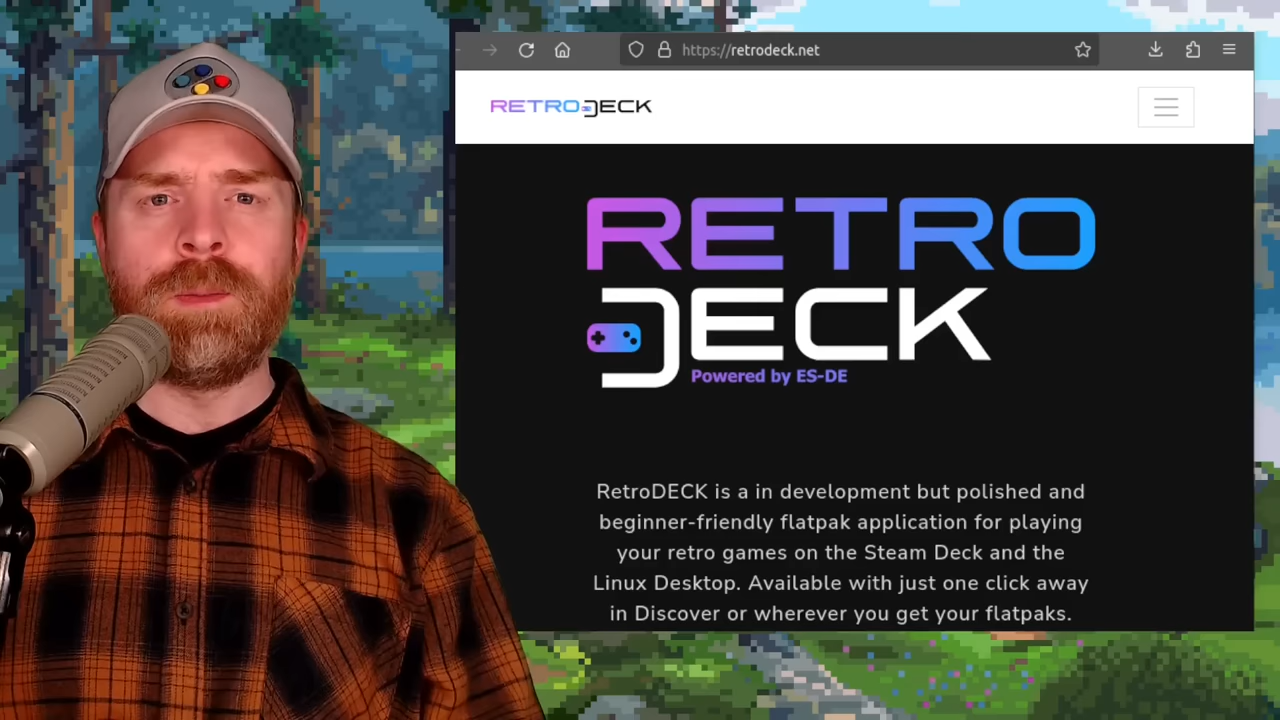 https://retrodeck.net
RETRODECK
RETRO
DECK
Powered by ES-DE
RetroDECK is a in development but polished and
beginner-friendly flatpak application for playing
your retro games on the Steam Deck and the
Linux Desktop. Available with just one click away
in Discover or wherever you get your flatpaks.